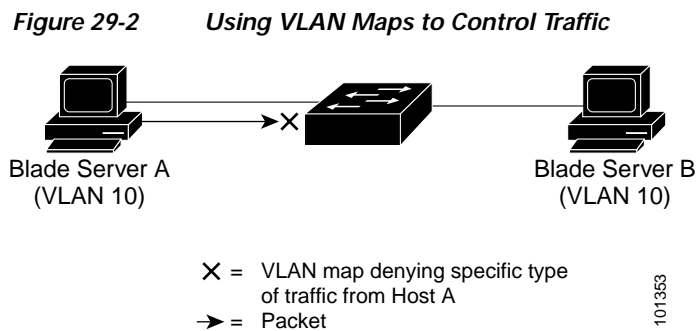 Figure 29-2 Using VLAN Maps to Control Traffic
Blade Server A
(VLAN 10)
Blade Server B
(VLAN 10)
X = VLAN map denying specific type
of traffic from Host A
→ = Packet
101353